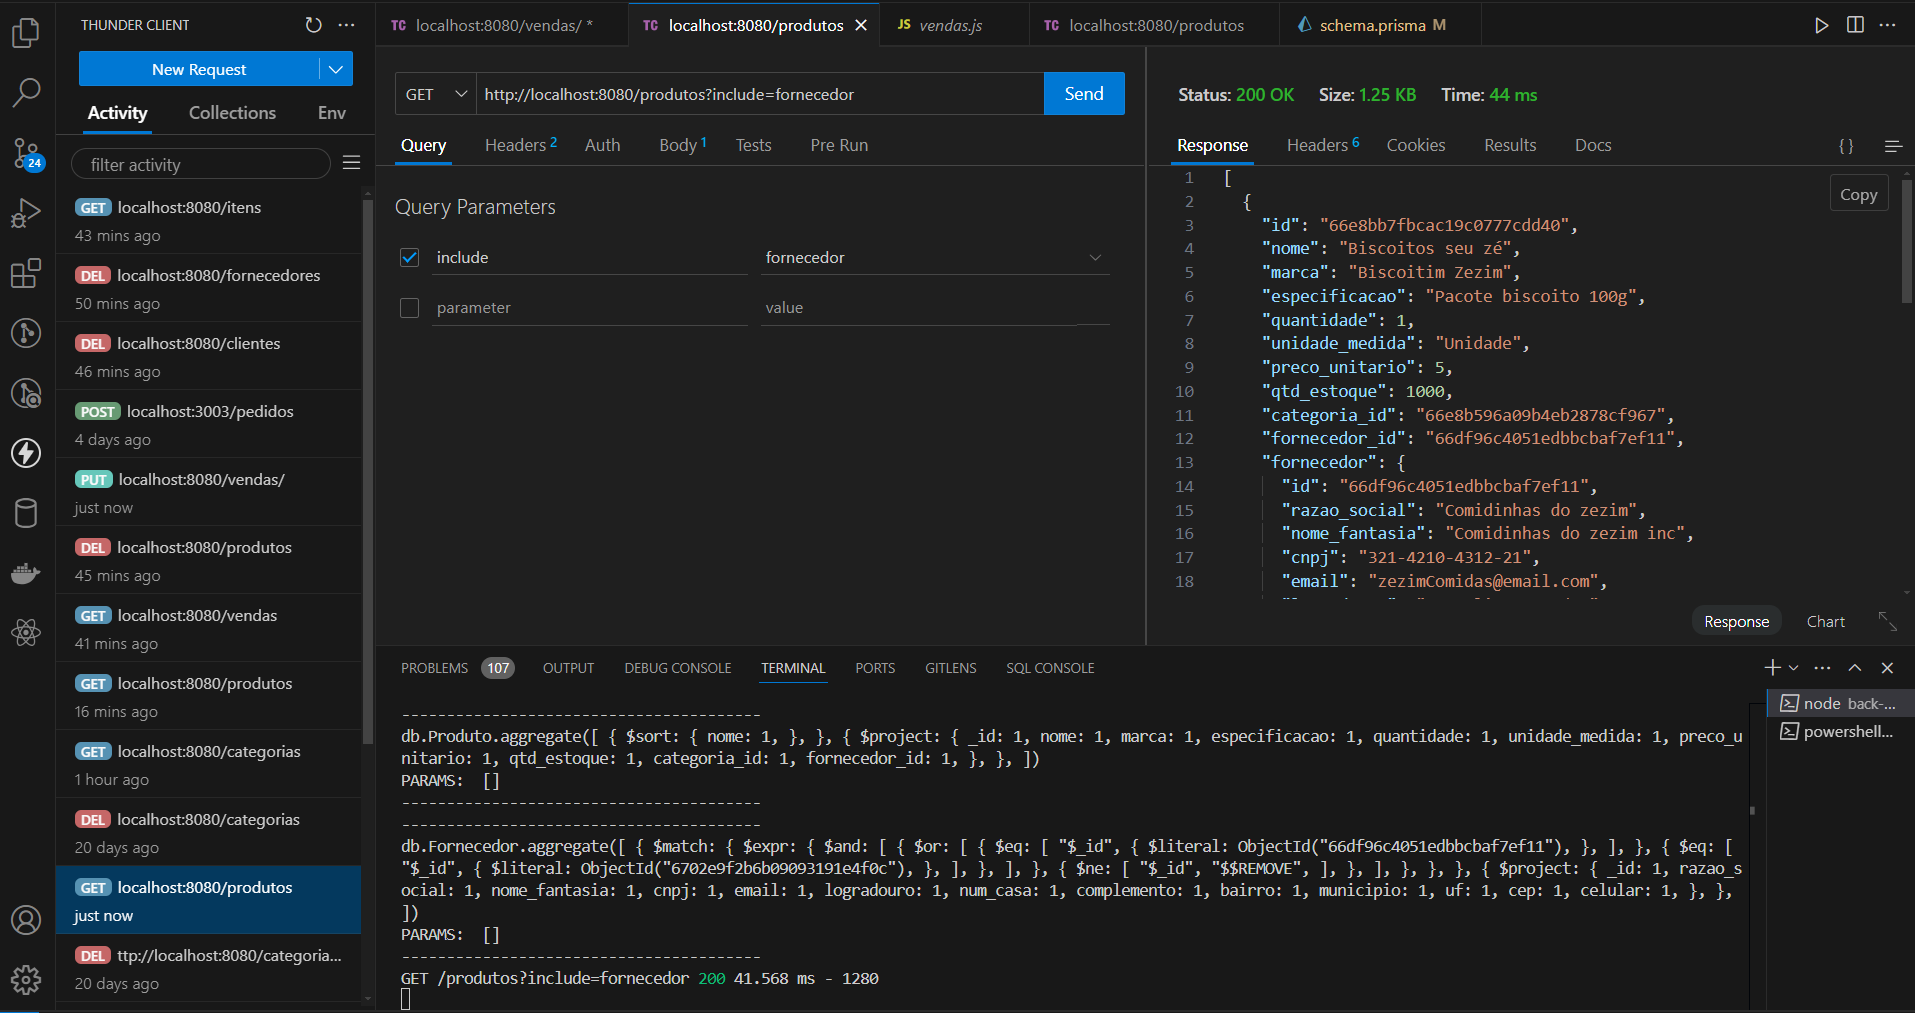 THUNDER CLIENT
New Request
Activity Collections Env
filter activity
GET localhost:8080/itens
43 mins ago
DEL localhost:8080/fornecedores
50 mins ago
DEL localhost:8080/clientes
46 mins ago
POST localhost:3003/pedidos
4 days ago
PUT localhost:8080/vendas/
just now
DEL localhost:8080/produtos
45 mins ago
GET localhost:8080/vendas
41 mins ago
GET localhost:8080/produtos
16 mins ago
GET localhost:8080/categorias
1 hour ago
DEL localhost:8080/categorias
20 days ago
GET localhost:8080/produtos
just now
DEL ttp://localhost:8080/categoria...
20 days ago
24
TC localhost:8080/vendas/ *
TC localhost:8080/produtos
JS vendas.js
TC localhost:8080/produtos
schema.prisma M
GET http://localhost:8080/produtos?include=fornecedor Send
Query Headers 2 Auth Body 1 Tests Pre Run
Query Parameters
include fornecedor
parameter value
Status: 200 OK Size: 1.25 KB Time: 44 ms
Response Headers 6 Cookies Results Docs {}
Copy
1 [
2 {
3 "id": "66e8bb7fbcac19c0777cdd40",
4 "nome": "Biscoitos seu zé",
5 "marca": "Biscoitim Zezim",
6 "especificacao": "Pacote biscoito 100g",
7 "quantidade": 1,
8 "unidade_medida": "Unidade",
9 "preco_unitario": 5,
10 "qtd_estoque": 1000,
11 "categoria_id": "66e8b596a09b4eb2878cf967",
12 "fornecedor_id": "66df96c4051edbbcbaf7ef11",
13 "fornecedor": {
14 "id": "66df96c4051edbbcbaf7ef11",
15 "razao_social": "Comidinhas do zezim",
16 "nome_fantasia": "Comidinhas do zezim inc",
17 "cnpj": "321-4210-4312-21",
18 "email": "zezimComidas@email.com",
Response Chart
PROBLEMS 107 OUTPUT DEBUG CONSOLE TERMINAL PORTS GITLENS SQL CONSOLE
node back-...
powershell...
----------------------------------------
db.Produto.aggregate([ { $sort: { nome: 1, }, }, { $project: { _id: 1, nome: 1, marca: 1, especificacao: 1, quantidade: 1, unidade_medida: 1, preco_u
nitario: 1, qtd_estoque: 1, categoria_id: 1, fornecedor_id: 1, }, }, ])
PARAMS: []
----------------------------------------
----------------------------------------
db.Fornecedor.aggregate([ { $match: { $expr: { $and: [ { $or: [ { $eq: [ "$_id", { $literal: ObjectId("66df96c4051edbbcbaf7ef11"), }, ], }, { $eq: [
"$_id", { $literal: ObjectId("6702e9f2b6b09093191e4f0c"), }, ], }, ], }, { $ne: [ "$_id", "$$REMOVE", ], }, ], }, }, }, { $project: { _id: 1, razao_s
ocial: 1, nome_fantasia: 1, cnpj: 1, email: 1, logradouro: 1, num_casa: 1, complemento: 1, bairro: 1, municipio: 1, uf: 1, cep: 1, celular: 1, }, },
])
PARAMS: []
----------------------------------------
GET /produtos?include=fornecedor 200 41.568 ms - 1280